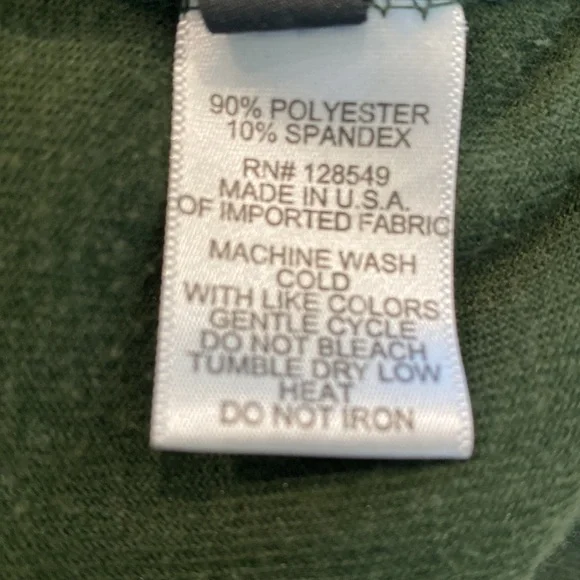 90% POLYESTER
10% SPANDEX
RN# 128549
MADE IN U.S.A.
OF IMPORTED FABRIC
MACHINE WASH
COLD
WITH LIKE COLORS
GENTLE CYCLE
DO NOT BLEACH
TUMBLE DRY LOW
HEAT
DO NOT IRON